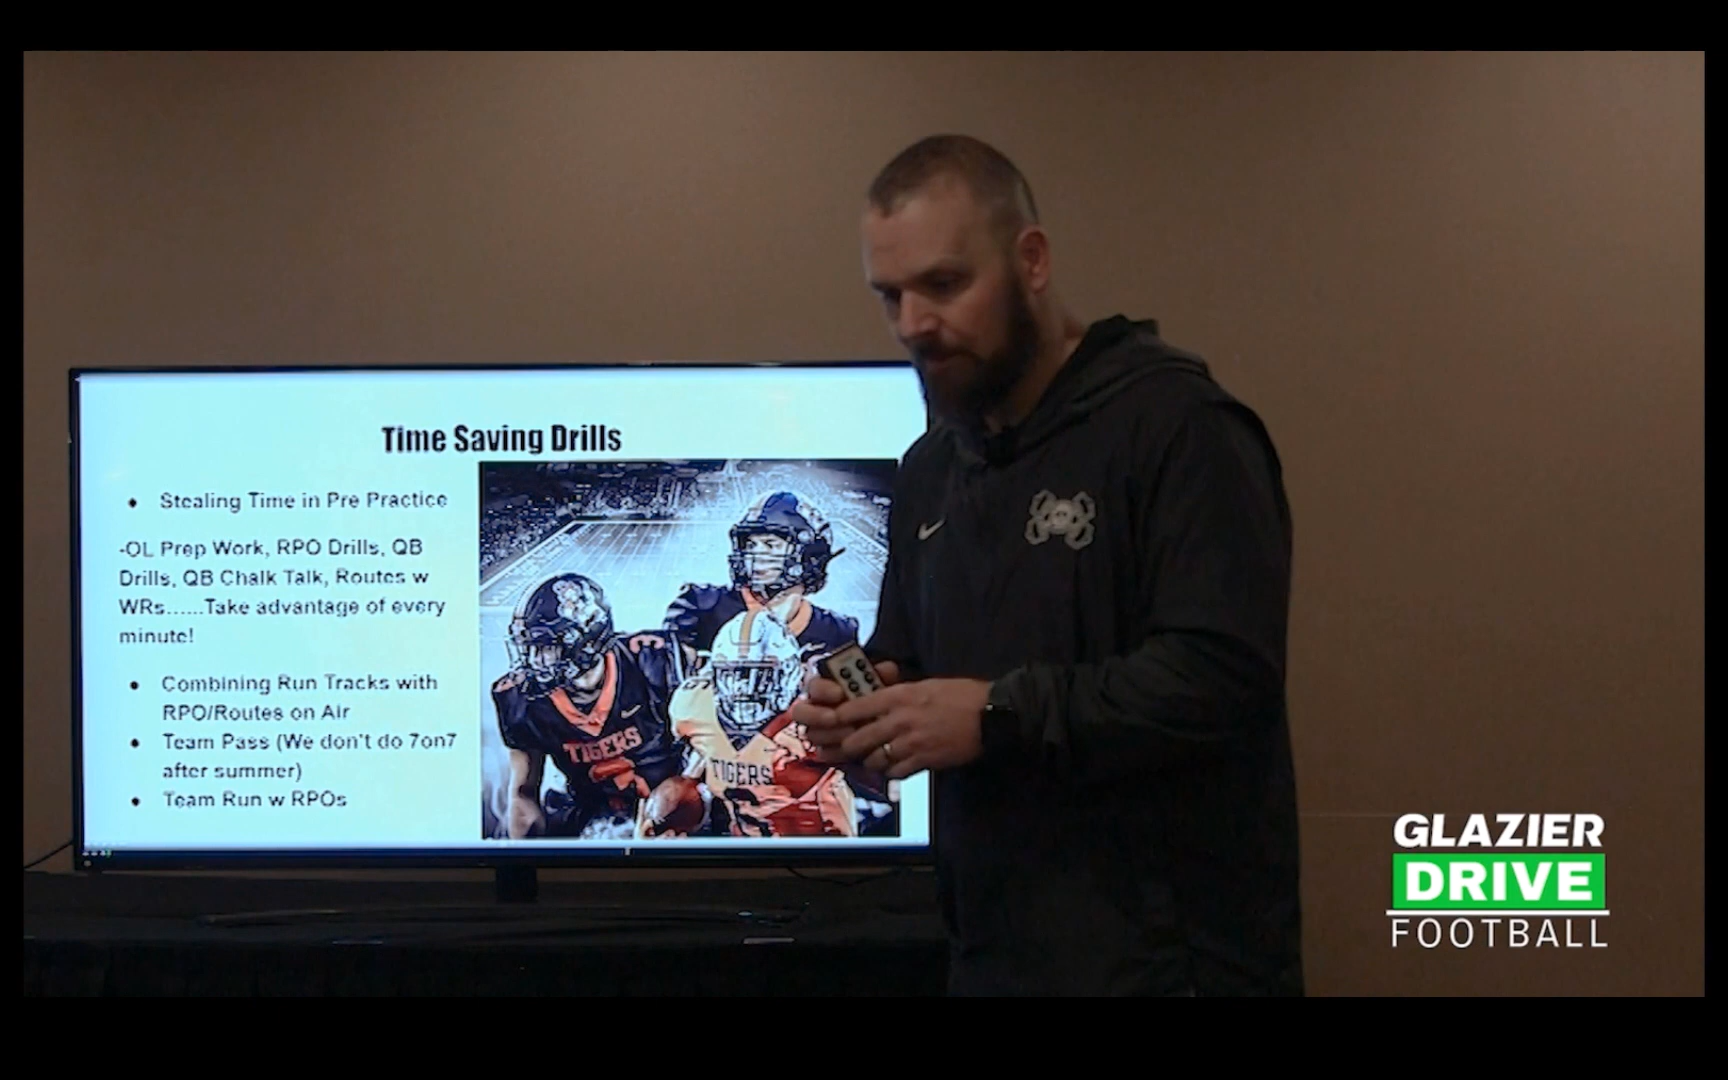 Time Saving Drills
● Stealing Time in Pre Practice
-OL Prep Work, RPO Drills, QB
Drills, QB Chalk Talk, Routes w
WRs......Take advantage of every
minute!
● Combining Run Tracks with
RPO/Routes on Air
● Team Pass (We don't do 7on7
after summer)
● Team Run w RPOs
TIGERS
TIGERS
GLAZIER
DRIVE
FOOTBALL